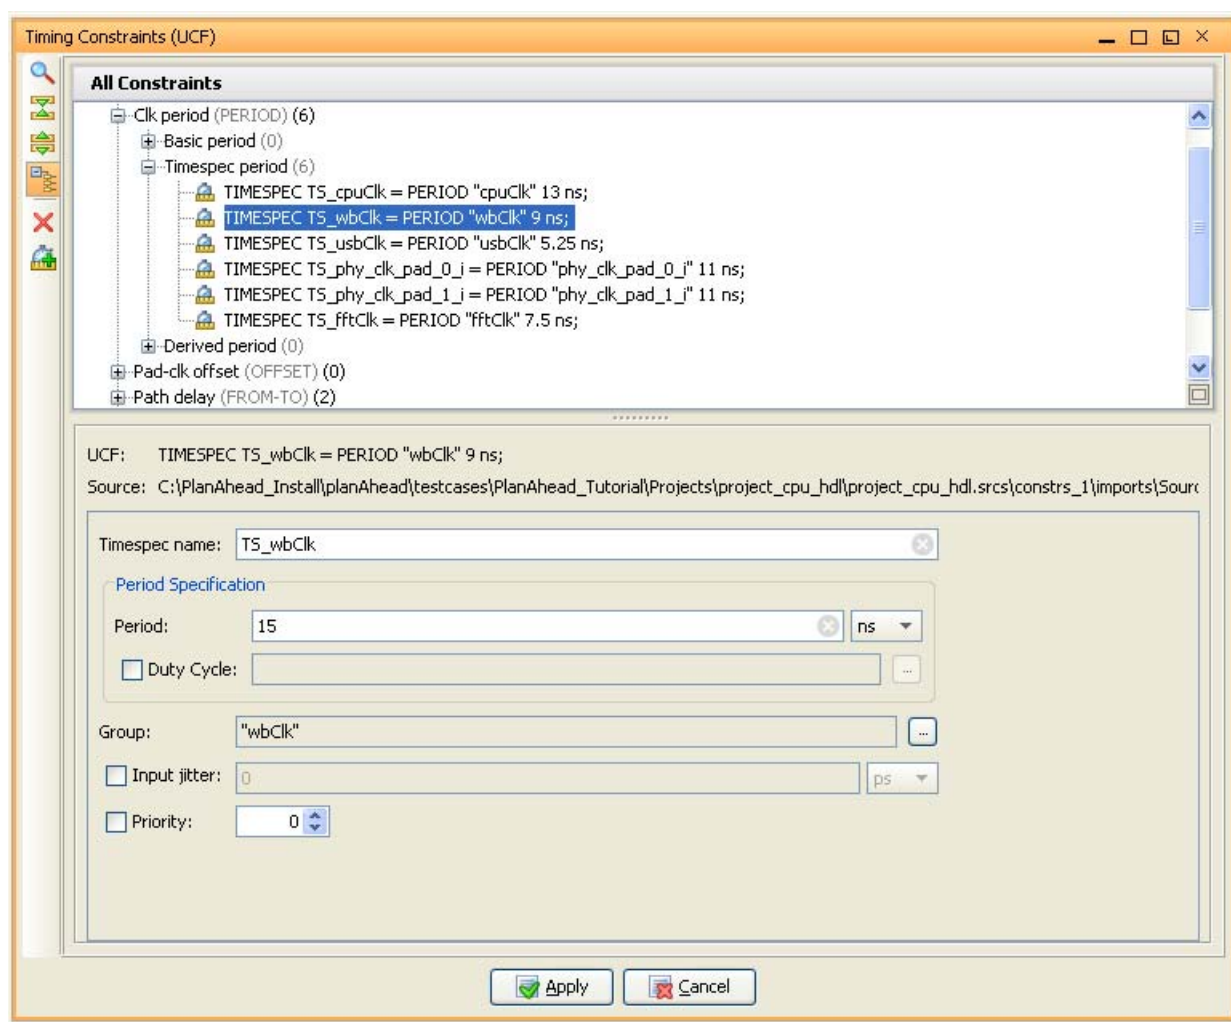 Timing Constraints (UCF)
All Constraints
Clk period (PERIOD) (6)
Basic period (0)
Timespec period (6)
TIMESPEC TS_cpuClk = PERIOD "cpuClk" 13 ns;
TIMESPEC TS_wbClk = PERIOD "wbClk" 9 ns;
TIMESPEC TS_usbClk = PERIOD "usbClk" 5.25 ns;
TIMESPEC TS_phy_clk_pad_0_i = PERIOD "phy_clk_pad_0_i" 11 ns;
TIMESPEC TS_phy_clk_pad_1_i = PERIOD "phy_clk_pad_1_i" 11 ns;
TIMESPEC TS_fftClk = PERIOD "fftClk" 7.5 ns;
Derived period (0)
Pad-clk offset (OFFSET) (0)
Path delay (FROM-TO) (2)
UCF: TIMESPEC TS_wbClk = PERIOD "wbClk" 9 ns;
Source: C:\PlanAhead_Install\planAhead\testcases\PlanAhead_Tutorial\Projects\project_cpu_hdl\project_cpu_hdl.srcs\constrs_1\imports\Sourc
Timespec name: TS_wbClk
Period Specification
Period: 15 ns
Duty Cycle: ...
Group: "wbClk" ...
Input jitter: 0 ps
Priority: 0
Apply Cancel